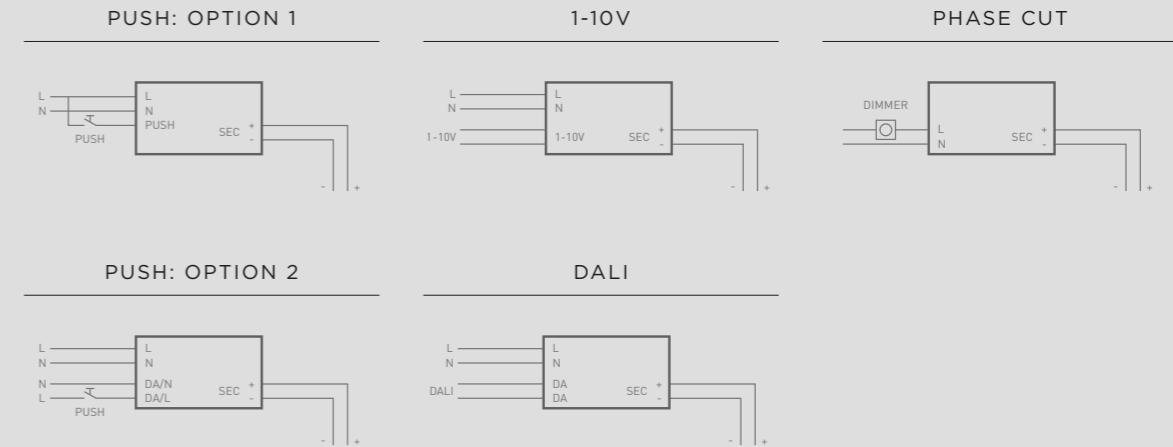 PUSH: OPTION 1
L
N
L
N
PUSH
PUSH
SEC
+
-
- +
1-10V
L
N
1-10V
L
N
1-10V
SEC
+
-
- +
PHASE CUT
DIMMER
L
N
SEC
+
-
- +
PUSH: OPTION 2
L
N
N
L
L
N
DA/N
DA/L
PUSH
SEC
+
-
- +
DALI
L
N
DALI
L
N
DA
DA
SEC
+
-
- +